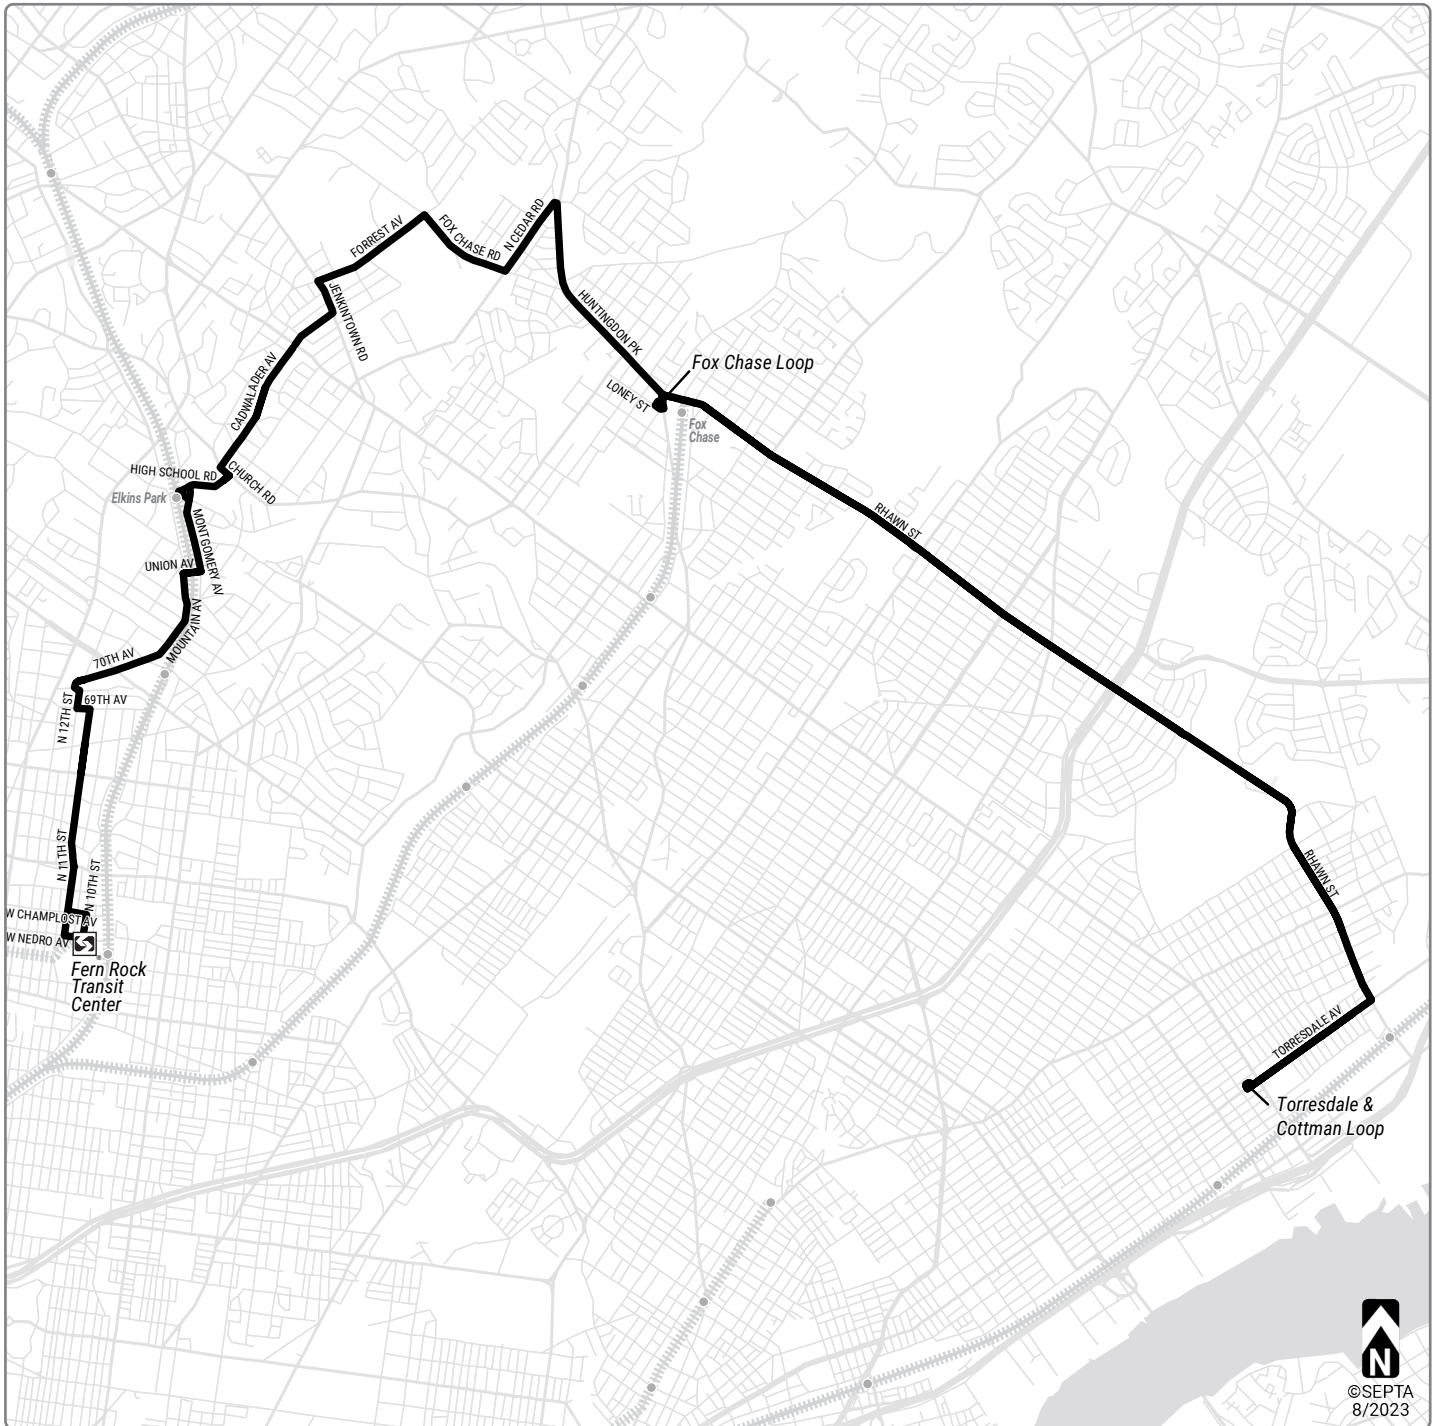 FORREST AV
FOX CHASE RD
N CEDAR RD
JENKINTOWN RD
HUNTINGDON PK
CADWALADER AV
Fox Chase Loop
LONEY ST
Fox
Chase
HIGH SCHOOL RD
CHURCH RD
Elkins Park
MONTGOMERY AV
RHAWN ST
UNION AV
MOUNTAIN AV
70TH AV
69TH AV
N 12TH ST
N 11TH ST
N 10TH ST
RHAWN ST
W CHAMPLOST AV
W NEDRO AV
Fern Rock
Transit
Center
TORRESDALE AV
Torresdale &
Cottman Loop
N
©SEPTA
8/2023